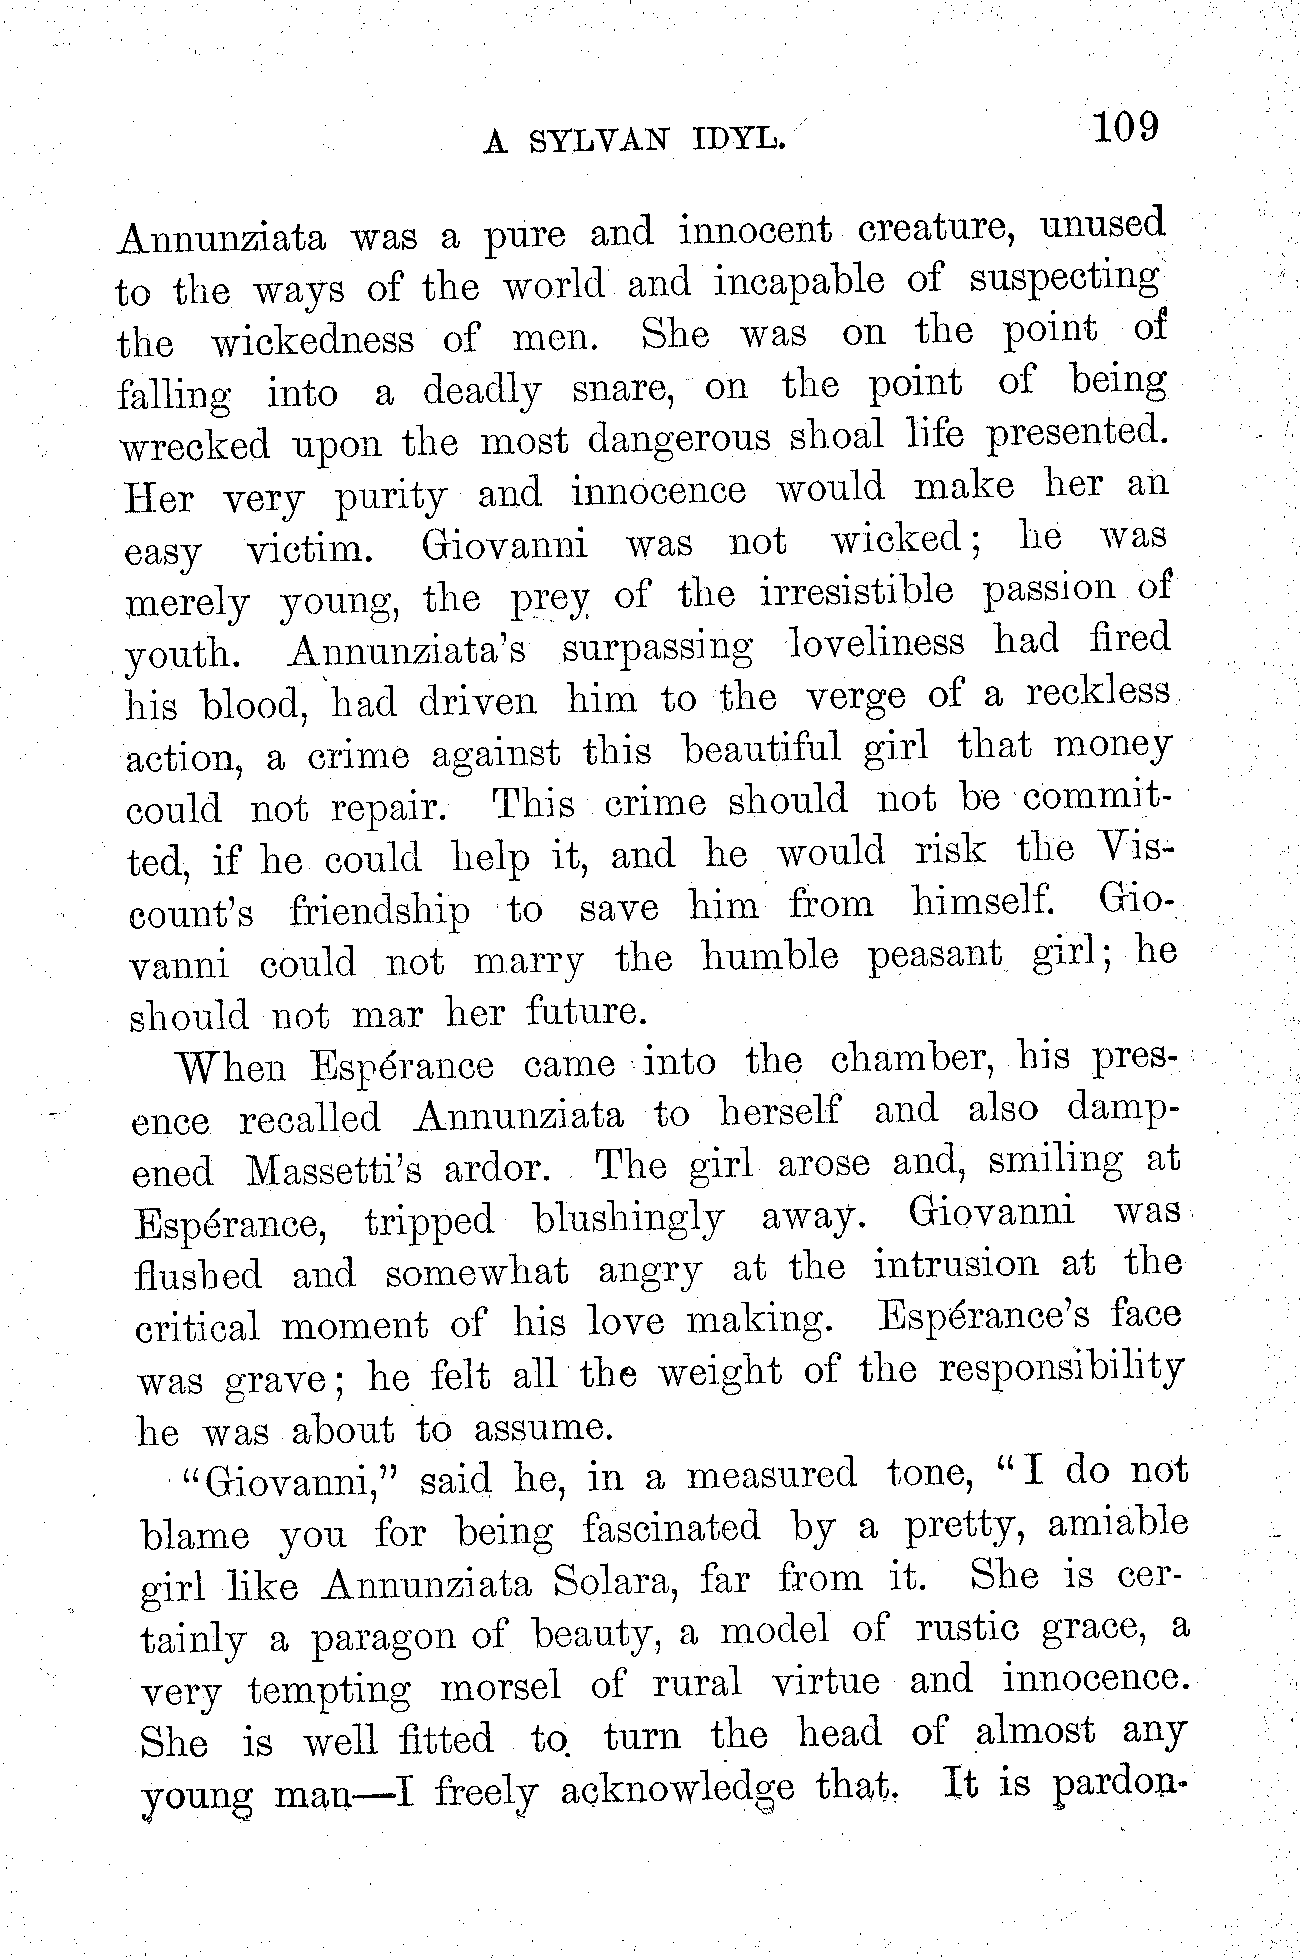 A SYLVAN IDYL. 109
Annunziata was a pure and innocent creature, unused
to the ways of the world and incapable of suspecting
the wickedness of men. She was on the point of
falling into a deadly snare, on the point of being
wrecked upon the most dangerous shoal life presented.
Her very purity and innocence would make her an
easy victim. Giovanni was not wicked; he was
merely young, the prey of the irresistible passion of
youth. Annunziata's surpassing loveliness had fired
his blood, had driven him to the verge of a reckless
action, a crime against this beautiful girl that money
could not repair. This crime should not be commit-
ted, if he could help it, and he would risk the Vis-
count's friendship to save him from himself. Gio-
vanni could not marry the humble peasant girl; he
should not mar her future.
When Espérance came into the chamber, his pres-
ence recalled Annunziata to herself and also damp-
ened Massetti's ardor. The girl arose and, smiling at
Espérance, tripped blushingly away. Giovanni was
flushed and somewhat angry at the intrusion at the
critical moment of his love making. Espérance's face
was grave; he felt all the weight of the responsibility
he was about to assume.
"Giovanni," said he, in a measured tone, "I do not
blame you for being fascinated by a pretty, amiable
girl like Annunziata Solara, far from it. She is cer-
tainly a paragon of beauty, a model of rustic grace, a
very tempting morsel of rural virtue and innocence.
She is well fitted to turn the head of almost any
young man—I freely acknowledge that. It is pardon-